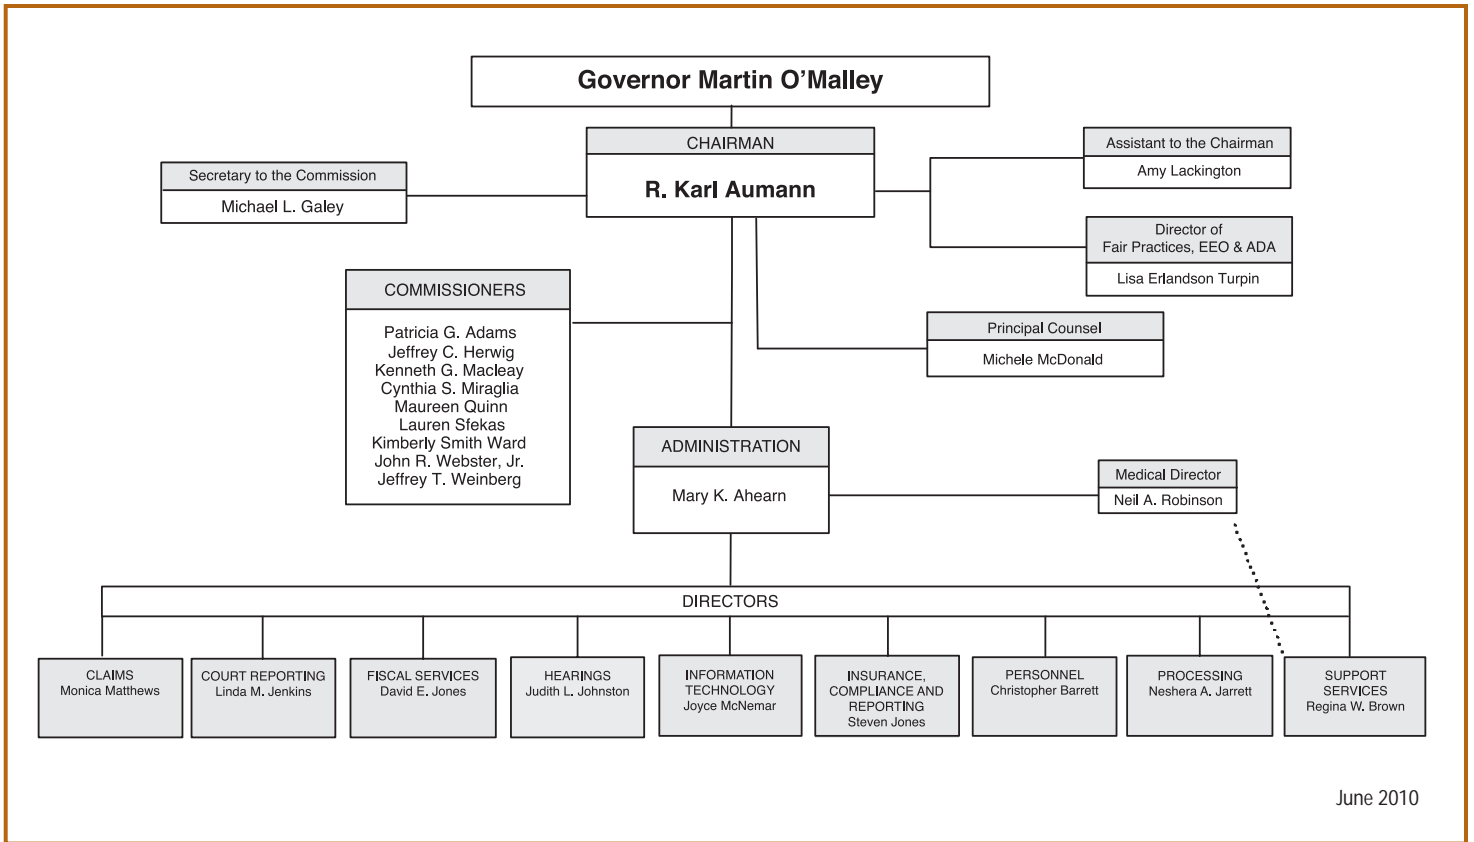 Governor Martin O’Malley
CHAIRMAN
R. Karl Aumann
Secretary to the Commission
Michael L. Galey
Assistant to the Chairman
Amy Lackington
Director of
Fair Practices, EEO & ADA
Lisa Erlandson Turpin
COMMISSIONERS
Patricia G. Adams
Jeffrey C. Herwig
Kenneth G. Macleay
Cynthia S. Miraglia
Maureen Quinn
Lauren Sfekas
Kimberly Smith Ward
John R. Webster, Jr.
Jeffrey T. Weinberg
Principal Counsel
Michele McDonald
ADMINISTRATION
Mary K. Ahearn
Medical Director
Neil A. Robinson
DIRECTORS
CLAIMS
Monica Matthews
COURT REPORTING
Linda M. Jenkins
FISCAL SERVICES
David E. Jones
HEARINGS
Judith L. Johnston
INFORMATION
TECHNOLOGY
Joyce McNemar
INSURANCE,
COMPLIANCE AND
REPORTING
Steven Jones
PERSONNEL
Christopher Barrett
PROCESSING
Neshera A. Jarrett
SUPPORT
SERVICES
Regina W. Brown
June 2010